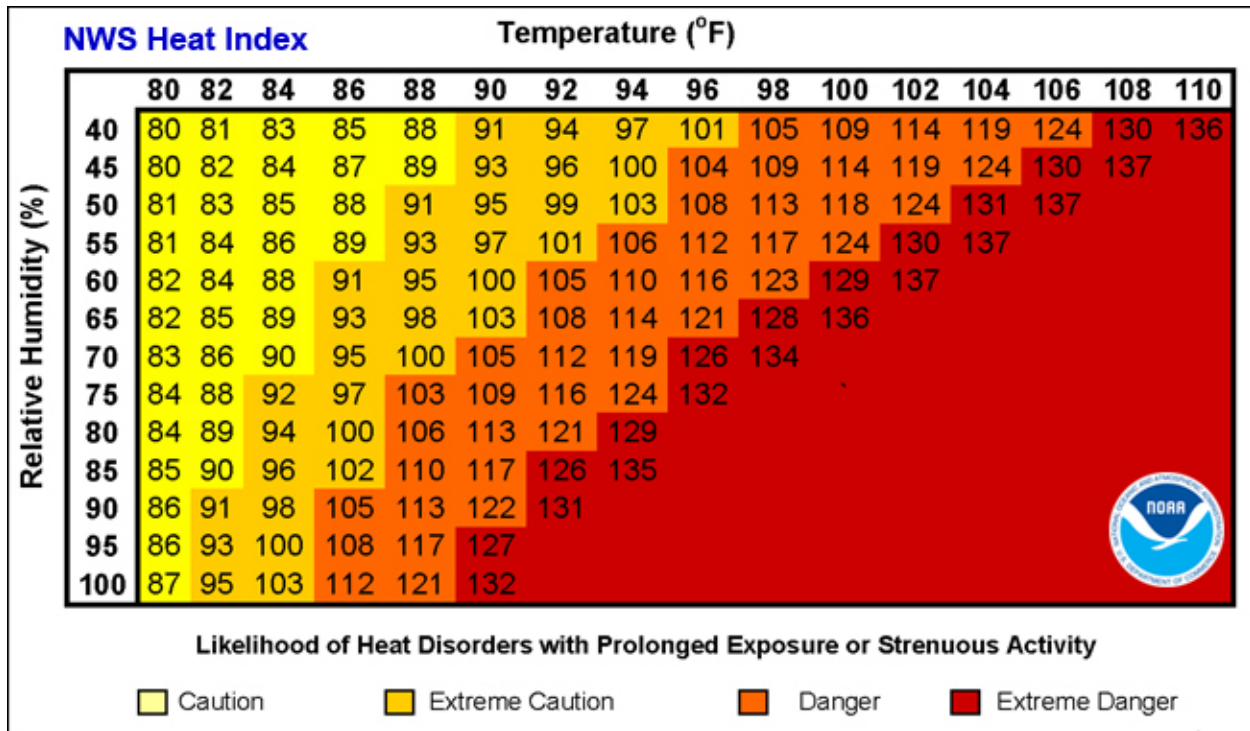 NWS Heat Index
Temperature (°F)
80 82 84 86 88 90 92 94 96 98 100 102 104 106 108 110
Relative Humidity (%)
40 80 81 83 85 88 91 94 97 101 105 109 114 119 124 130 136
45 80 82 84 87 89 93 96 100 104 109 114 119 124 130 137
50 81 83 85 88 91 95 99 103 108 113 118 124 131 137
55 81 84 86 89 93 97 101 106 112 117 124 130 137
60 82 84 88 91 95 100 105 110 116 123 129 137
65 82 85 89 93 98 103 108 114 121 128 136
70 83 86 90 95 100 105 112 119 126 134
75 84 88 92 97 103 109 116 124 132
80 84 89 94 100 106 113 121 129
85 85 90 96 102 110 117 126 135
90 86 91 98 105 113 122 131
95 86 93 100 108 117 127
100 87 95 103 112 121 132
NATIONAL OCEANIC AND ATMOSPHERIC ADMINISTRATION
NOAA
U.S. DEPARTMENT OF COMMERCE
Likelihood of Heat Disorders with Prolonged Exposure or Strenuous Activity
Caution
Extreme Caution
Danger
Extreme Danger